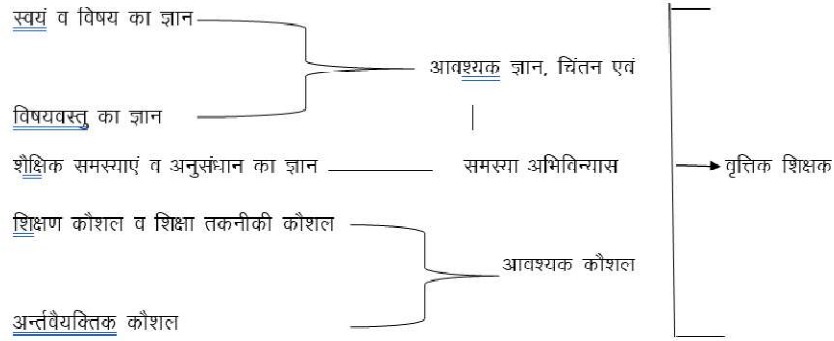 स्वयं व विषय का ज्ञान
आवश्यक ज्ञान, चिंतन एवं
विषयवस्तु का ज्ञान
शैक्षिक समस्याएं व अनुसंधान का ज्ञान
समस्या अभिविन्यास
वृत्तिक शिक्षक
शिक्षण कौशल व शिक्षा तकनीकी कौशल
आवश्यक कौशल
अर्न्तवैयक्तिक कौशल